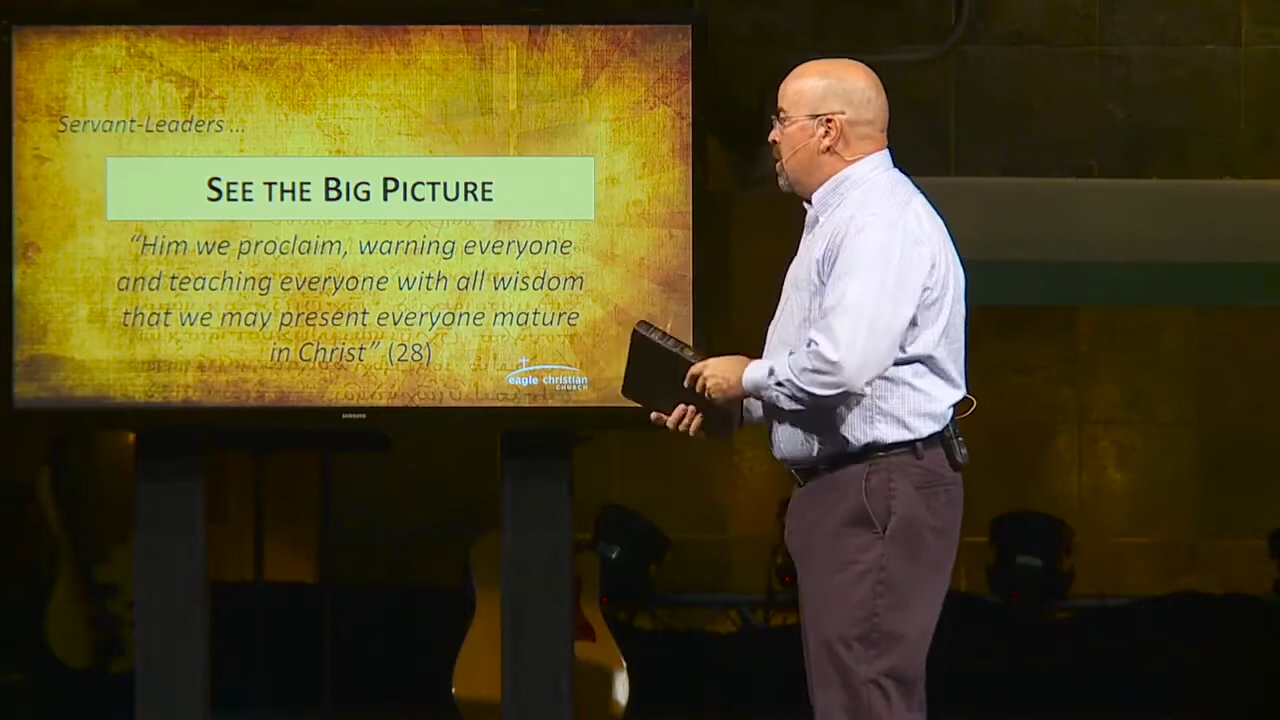 Servant-Leaders ...
SEE THE BIG PICTURE
“Him we proclaim, warning everyone
and teaching everyone with all wisdom
that we may present everyone mature
in Christ” (28)
eagle christian
CHURCH
SAMSUNG